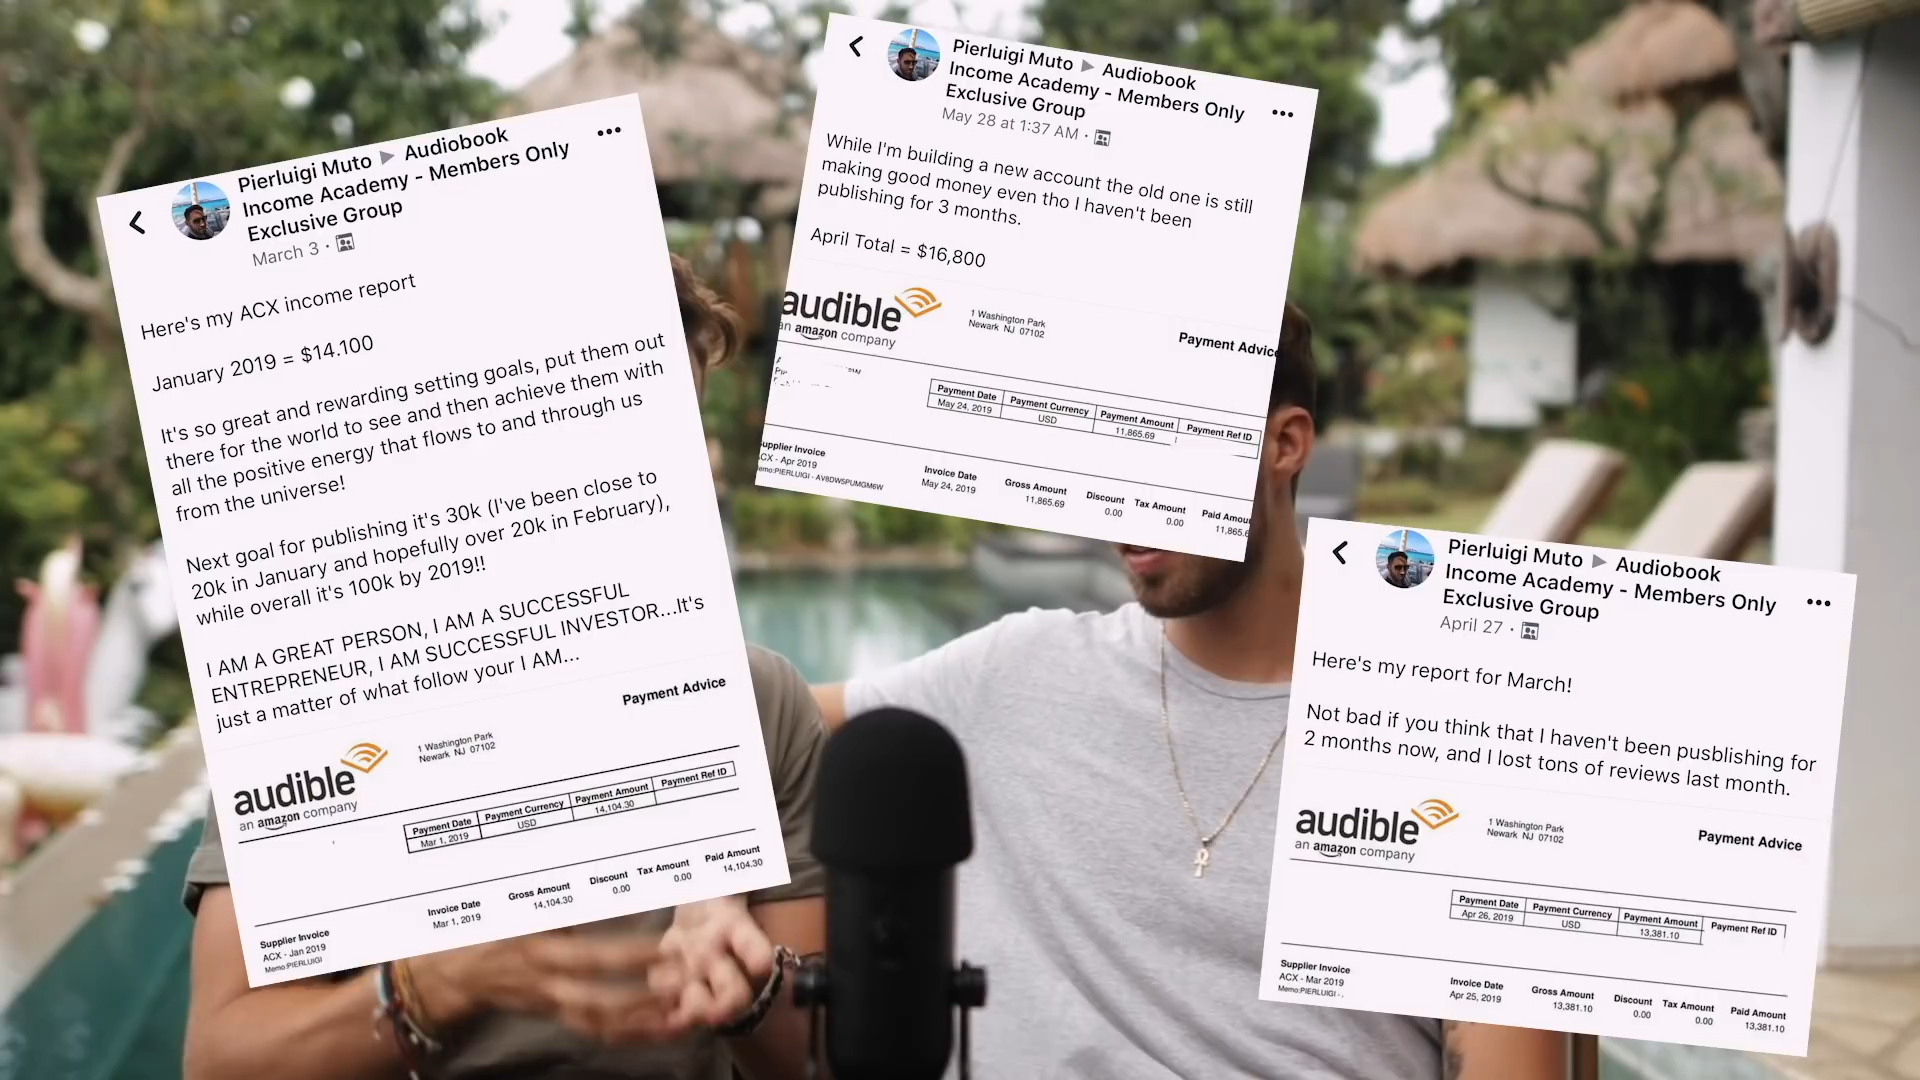 Pierluigi Muto ▶ Audiobook
Income Academy - Members Only
Exclusive Group
March 3 ·
Here's my ACX income report
January 2019 = $14.100
It's so great and rewarding setting goals, put them out
there for the world to see and then achieve them with
all the positive energy that flows to and through us
from the universe!
Next goal for publishing it's 30k (I've been close to
20k in January and hopefully over 20k in February),
while overall it's 100k by 2019!!
I AM A GREAT PERSON, I AM A SUCCESSFUL
ENTREPRENEUR, I AM SUCCESSFUL INVESTOR...It's
just a matter of what follow your I AM...
Payment Advice
audible
an amazon company
1 Washington Park
Newark NJ 07102
Payment Date Payment Currency Payment Amount Payment Ref ID
Mar 1, 2019 USD 14,104.30
Supplier Invoice Invoice Date Gross Amount Discount Tax Amount Paid Amount
ACX - Jan 2019 Mar 1, 2019 14,104.30 0.00 0.00 14,104.30
Memo:PIERLUIGI
Pierluigi Muto ▶ Audiobook
Income Academy - Members Only
Exclusive Group
May 28 at 1:37 AM ·
While I'm building a new account the old one is still
making good money even tho I haven't been
publishing for 3 months.
April Total = $16,800
audible
an amazon company
1 Washington Park
Newark NJ 07102
Payment Advice
Payment Date Payment Currency Payment Amount Payment Ref ID
May 24, 2019 USD 11,865.69
Supplier Invoice Invoice Date Gross Amount Discount Tax Amount Paid Amou
ACX - Apr 2019 May 24, 2019 11,865.69 0.00 0.00 11,865.6
emo:PIERLUIGI - AV8DW5PUMGM6W
Pierluigi Muto ▶ Audiobook
Income Academy - Members Only
Exclusive Group
April 27 ·
Here's my report for March!
Not bad if you think that I haven't been pusblishing for
2 months now, and I lost tons of reviews last month.
audible
an amazon company
1 Washington Park
Newark NJ 07102
Payment Advice
Payment Date Payment Currency Payment Amount Payment Ref ID
Apr 26, 2019 USD 13,381.10
Supplier Invoice Invoice Date Gross Amount Discount Tax Amount Paid Amount
ACX - Mar 2019 Apr 25, 2019 13,381.10 0.00 0.00 13,381.10
Memo:PIERLUIGI - .